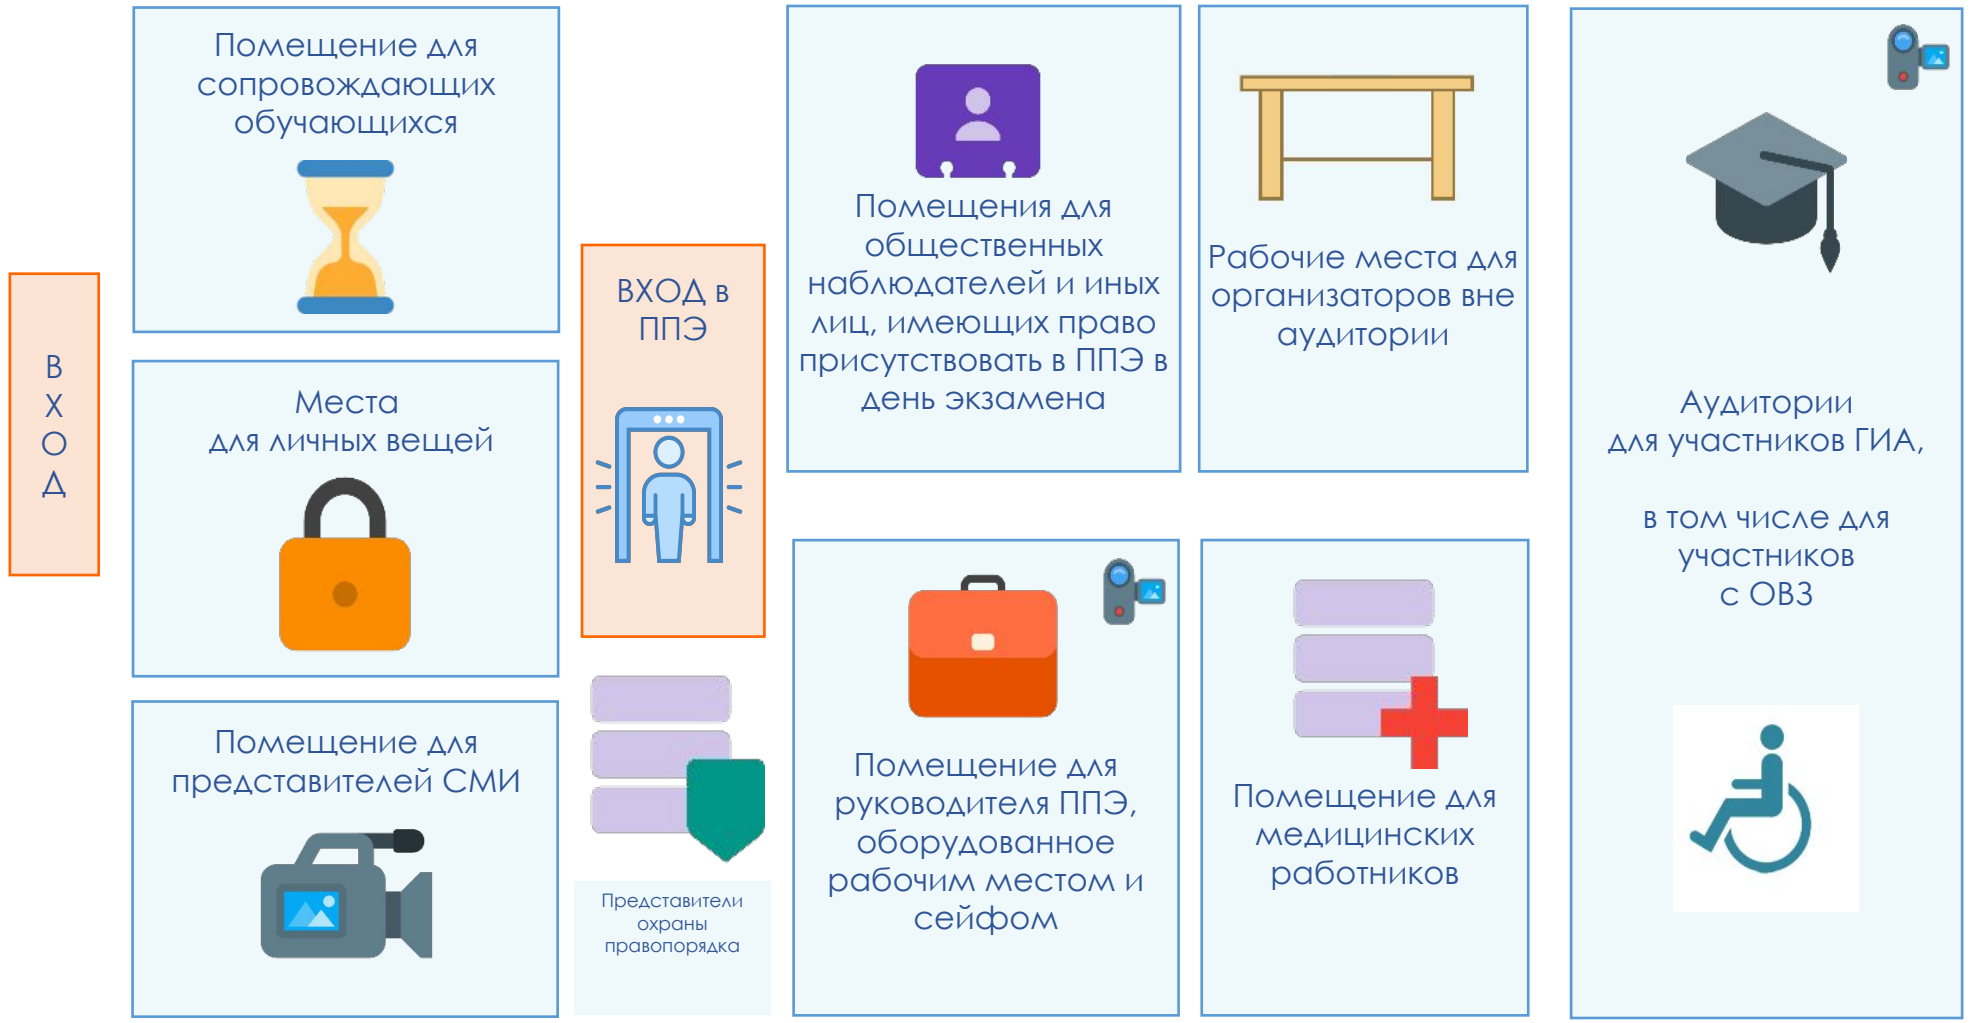 В
Х
О
Д
Помещение для
сопровождающих
обучающихся
Места
для личных вещей
Помещение для
представителей СМИ
ВХОД в
ППЭ
Представители
охраны
правопорядка
Помещения для
общественных
наблюдателей и иных
лиц, имеющих право
присутствовать в ППЭ в
день экзамена
Помещение для
руководителя ППЭ,
оборудованное
рабочим местом и
сейфом
Рабочие места для
организаторов вне
аудитории
Помещение для
медицинских
работников
Аудитории
для участников ГИА,
в том числе для
участников
с ОВЗ